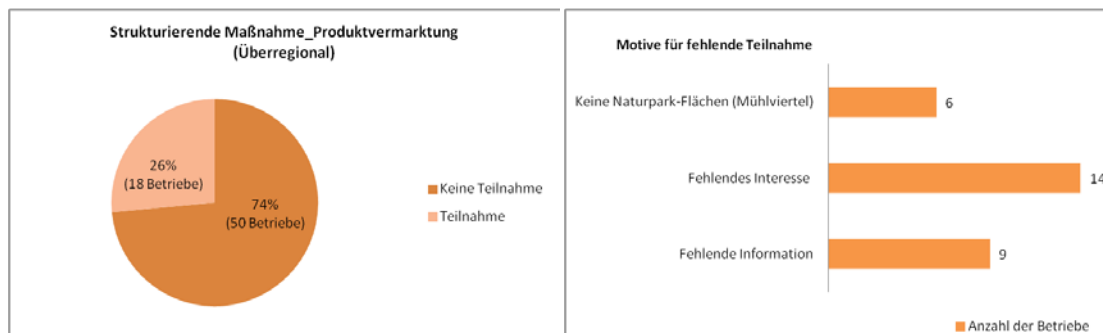 Strukturierende Maßnahme_Produktvermarktung
(Überregional)
26%
(18 Betriebe)
74%
(50 Betriebe)
Keine Teilnahme
Teilnahme
Motive für fehlende Teilnahme
Keine Naturpark-Flächen (Mühlviertel)
6
Fehlendes Interesse
14
Fehlende Information
9
Anzahl der Betriebe